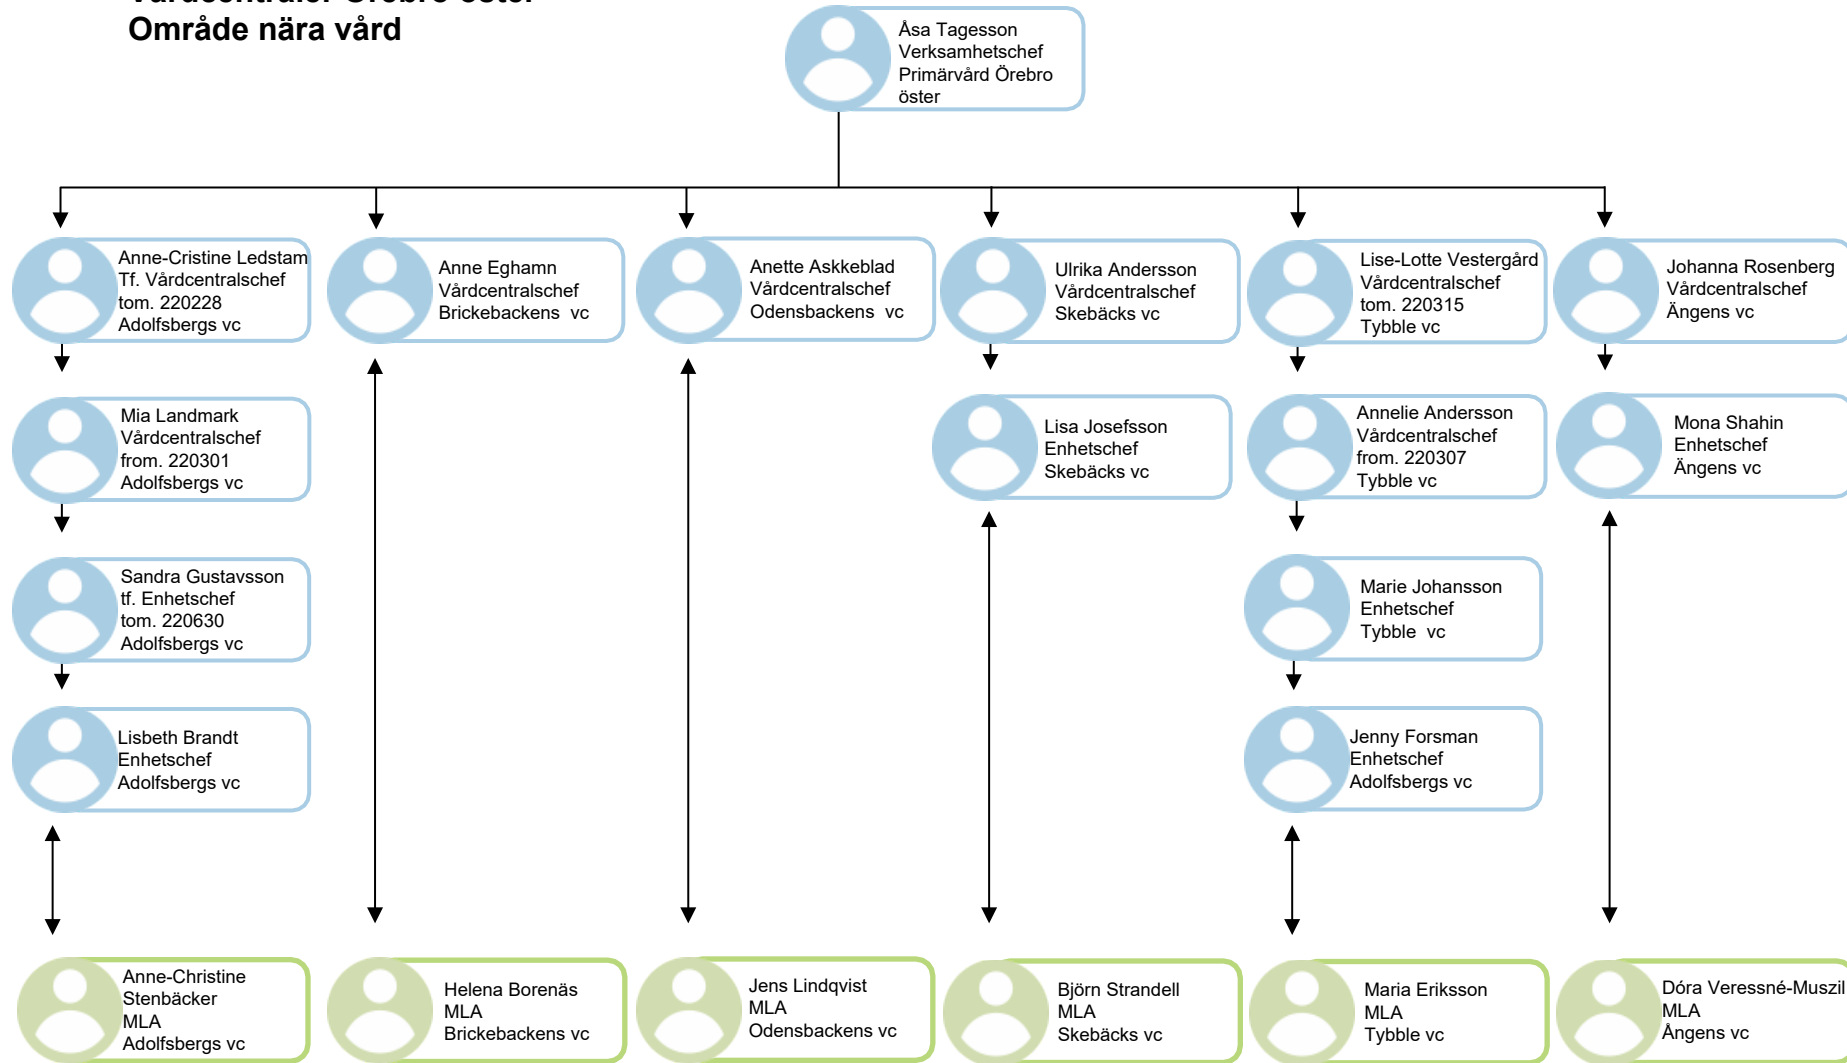 Vårdcentraler Örebro öster
Område nära vård
Åsa Tagesson
Verksamhetschef
Primärvård Örebro
öster
Anne-Cristine Ledstam
Tf. Vårdcentralschef
tom. 220228
Adolfsbergs vc
Anne Eghamn
Vårdcentralschef
Brickebackens vc
Anette Askkeblad
Vårdcentralschef
Odensbackens vc
Ulrika Andersson
Vårdcentralschef
Skebäcks vc
Lise-Lotte Vestergård
Vårdcentralschef
tom. 220315
Tybble vc
Johanna Rosenberg
Vårdcentralschef
Ängens vc
Mia Landmark
Vårdcentralschef
from. 220301
Adolfsbergs vc
Lisa Josefsson
Enhetschef
Skebäcks vc
Annelie Andersson
Vårdcentralschef
from. 220307
Tybble vc
Mona Shahin
Enhetschef
Ängens vc
Sandra Gustavsson
tf. Enhetschef
tom. 220630
Adolfsbergs vc
Marie Johansson
Enhetschef
Tybble vc
Lisbeth Brandt
Enhetschef
Adolfsbergs vc
Jenny Forsman
Enhetschef
Adolfsbergs vc
Anne-Christine
Stenbäcker
MLA
Adolfsbergs vc
Helena Borenäs
MLA
Brickebackens vc
Jens Lindqvist
MLA
Odensbackens vc
Björn Strandell
MLA
Skebäcks vc
Maria Eriksson
MLA
Tybble vc
Dóra Veressné-Muszil
MLA
Ångens vc